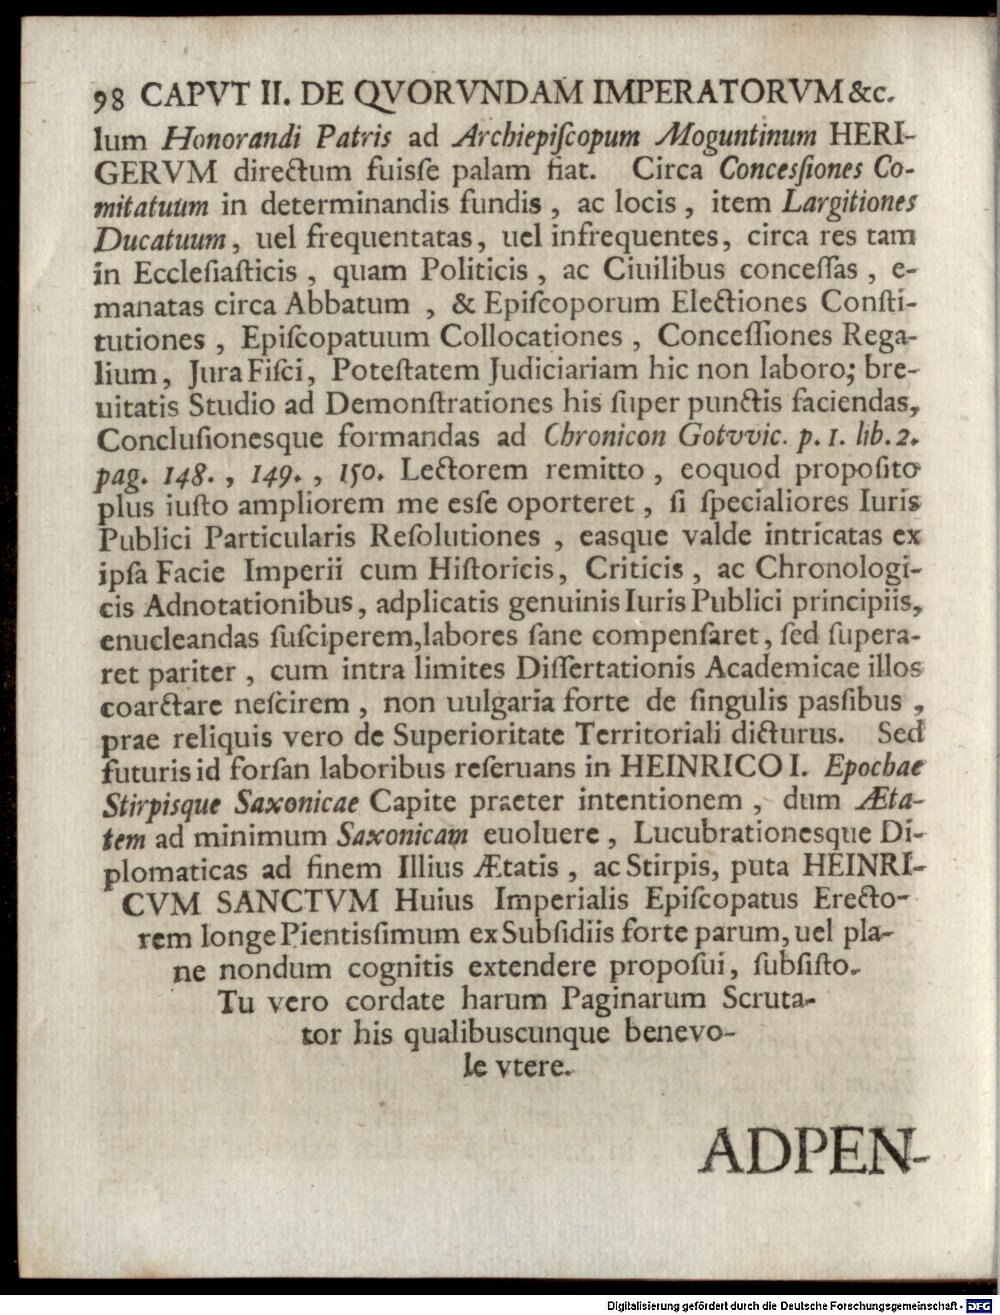 98 CAPVT II. DE QVORVNDAM IMPERATORVM &c.
lum Honorandi Patris ad Archiepiſcopum Moguntinum HERI-
GERVM directum fuisſe palam fiat. Circa Concesſiones Co-
mitatuum in determinandis fundis , ac locis , item Largitiones
Ducatuum , uel frequentatas , uel infrequentes , circa res tam
in Eccleſiaſticis , quam Politicis , ac Ciuilibus conceſſas , e-
manatas circa Abbatum , & Epiſcoporum Electiones Conſti-
tutiones , Epiſcopatuum Collocationes , Conceſſiones Rega-
lium , Jura Fiſci , Poteſtatem Judiciariam hic non laboro; bre-
uitatis Studio ad Demonſtrationes his ſuper punctis faciendas,
Concluſionesque formandas ad Chronicon Gotvvic. p. 1. lib. 2.
pag. 148. , 149. , 150. Lectorem remitto , eoquod propoſito
plus iuſto ampliorem me esſe oporteret , ſi ſpecialiores Iuris
Publici Particularis Reſolutiones , easque valde intricatas ex
ipſa Facie Imperii cum Hiſtoricis , Criticis , ac Chronologi-
cis Adnotationibus , adplicatis genuinis Iuris Publici principiis,
enucleandas ſuſciperem,labores ſane compenſaret , ſed ſupera-
ret pariter , cum intra limites Diſſertationis Academicae illos
coarctare neſcirem , non uulgaria forte de ſingulis pasſibus ,
prae reliquis vero de Superioritate Territoriali dicturus. Sed
futuris id forſan laboribus reſeruans in HEINRICO I. Epochae
Stirpisque Saxonicae Capite praeter intentionem , dum Æta-
tem ad minimum Saxonicam euoluere , Lucubrationesque Di-
plomaticas ad finem Illius Ætatis , ac Stirpis, puta HEINRI-
CVM SANCTVM Huius Imperialis Epiſcopatus Erecto-
rem longe Pientisſimum ex Subſidiis forte parum, uel pla-
ne nondum cognitis extendere propoſui, ſubſiſto.
Tu vero cordate harum Paginarum Scruta-
tor his qualibuscunque benevo-
le vtere.
ADPEN-
Digitalisierung gefördert durch die Deutsche Forschungsgemeinschaft - DFG